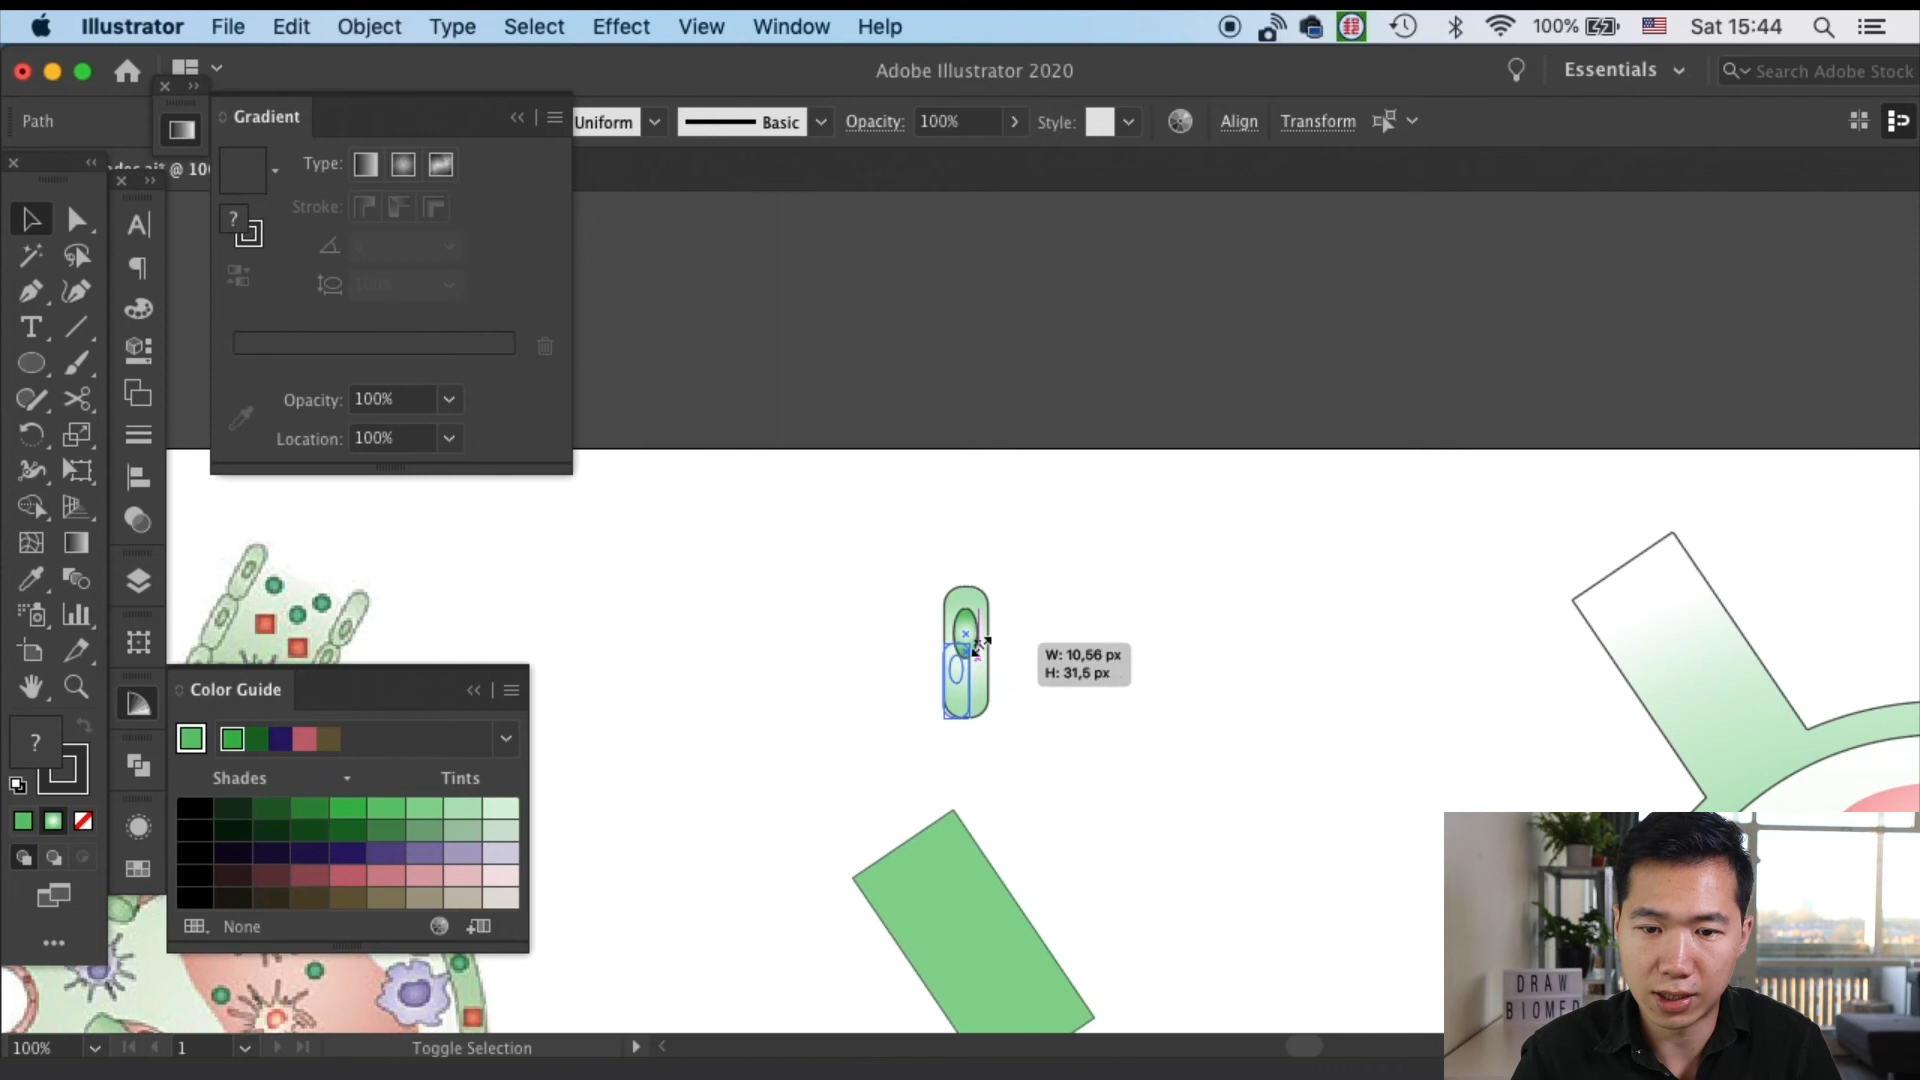 Illustrator File Edit Object Type Select Effect View Window Help 100% Sat 15:44
Adobe Illustrator 2020 Essentials Search Adobe Stock
Path Gradient Uniform Basic Opacity: 100% Style: Align Transform
@ 10
Type:
Stroke:
100%
Opacity: 100%
Location: 100%
W: 10,56 px
H: 31,5 px
Color Guide
Shades Tints
None
DRAW
BIOMED
100% 1 Toggle Selection